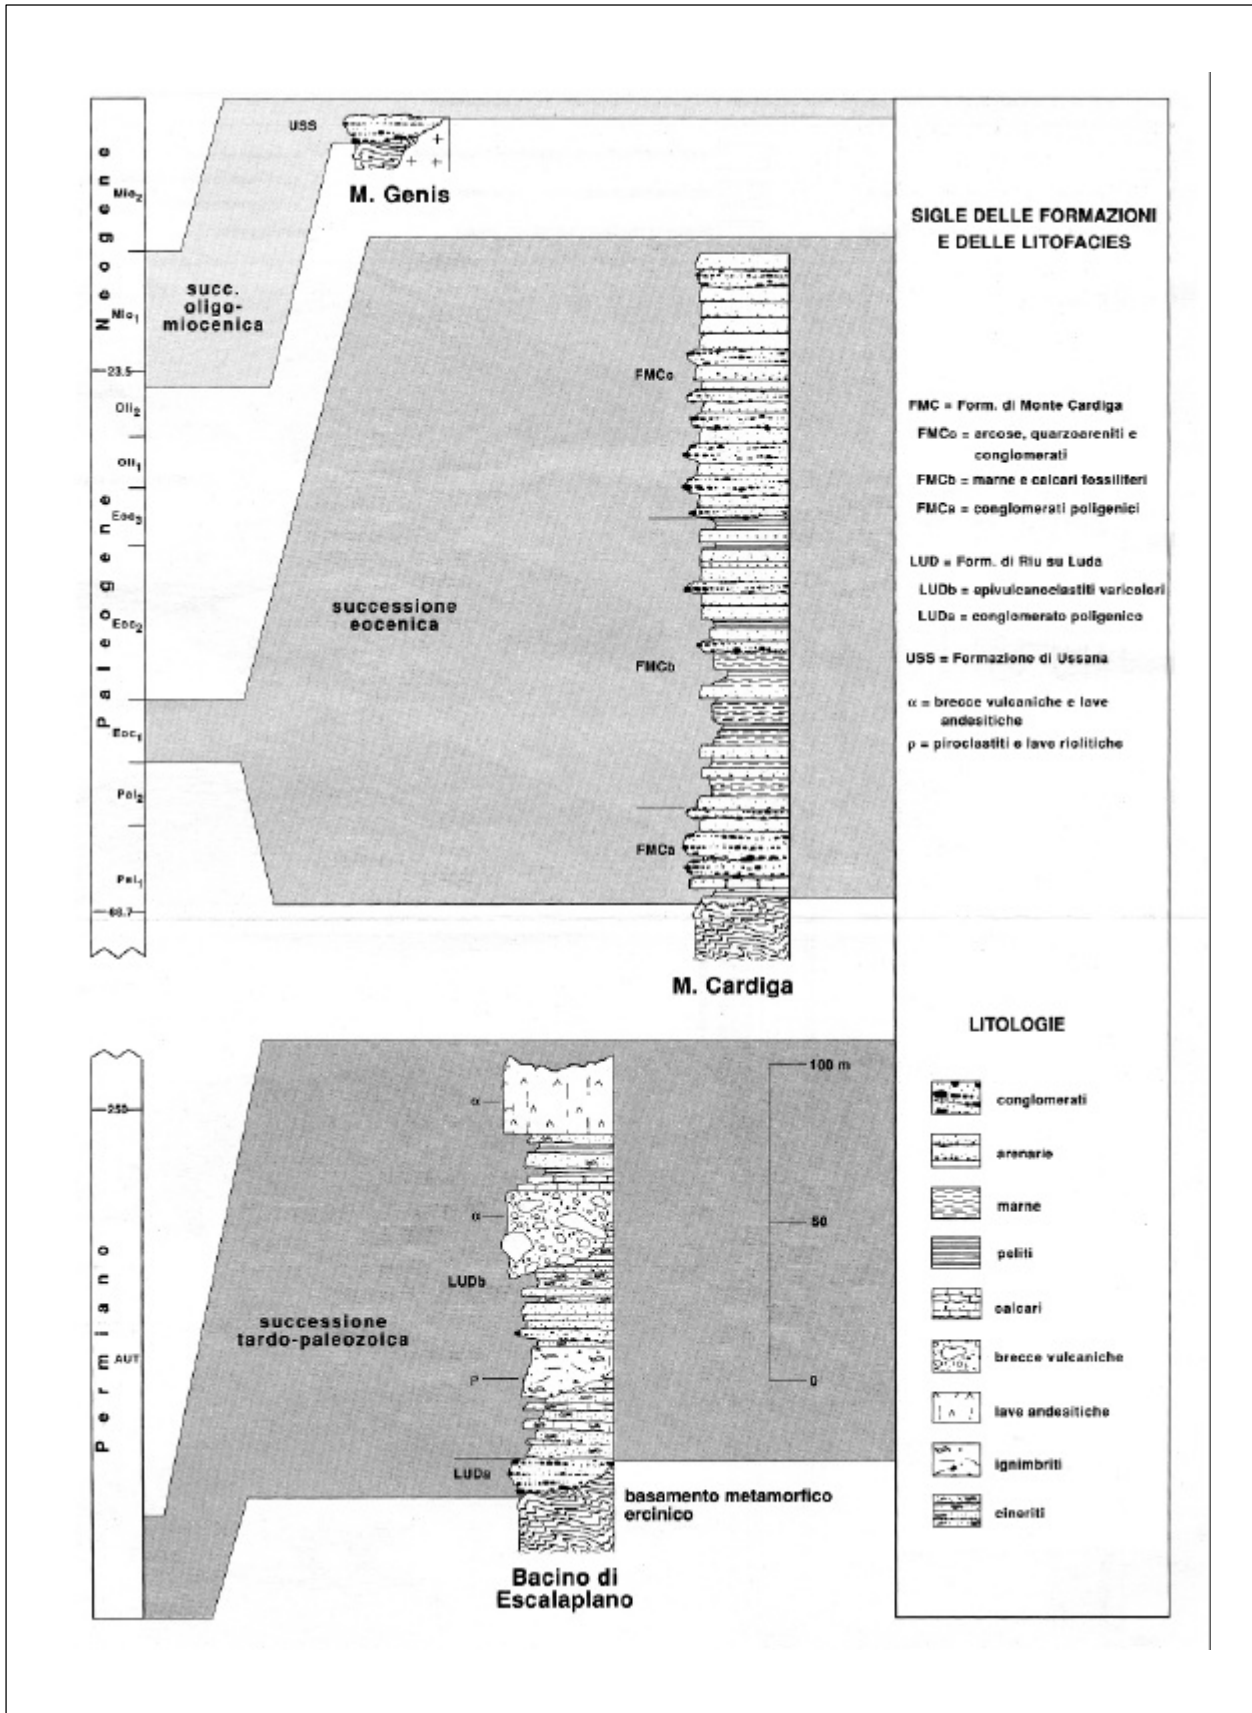 Neogene
Mio2
Mio1
23.5
Paleogene
Oli2
Oli1
Eoc3
Eoc2
Eoc1
Pal2
Pal1
succ.
oligo-
miocenica
USS
M. Genis
successione
eocenica
FMCc
FMCb
FMCa
M. Cardiga
Permiano
250
AUT
successione
tardo-paleozoica
α
α
LUDb
ρ
LUDa
100 m
50
0
basamento metamorfico
ercinico
Bacino di
Escalaplano
SIGLE DELLE FORMAZIONI
E DELLE LITOFACIES
FMC = Form. di Monte Cardiga
FMCc = arcose, quarzoareniti e
conglomerati
FMCb = marne e calcari fossiliferi
FMCa = conglomerati poligenici
LUD = Form. di Riu su Luda
LUDb = epivulcanoclastiti varicolori
LUDa = conglomerato poligenico
USS = Formazione di Ussana
α = brecce vulcaniche e lave
andesitiche
ρ = piroclastiti e lave riolitiche
LITOLOGIE
conglomerati
arenarie
marne
peliti
calcari
brecce vulcaniche
lave andesitiche
ignimbriti
cineriti